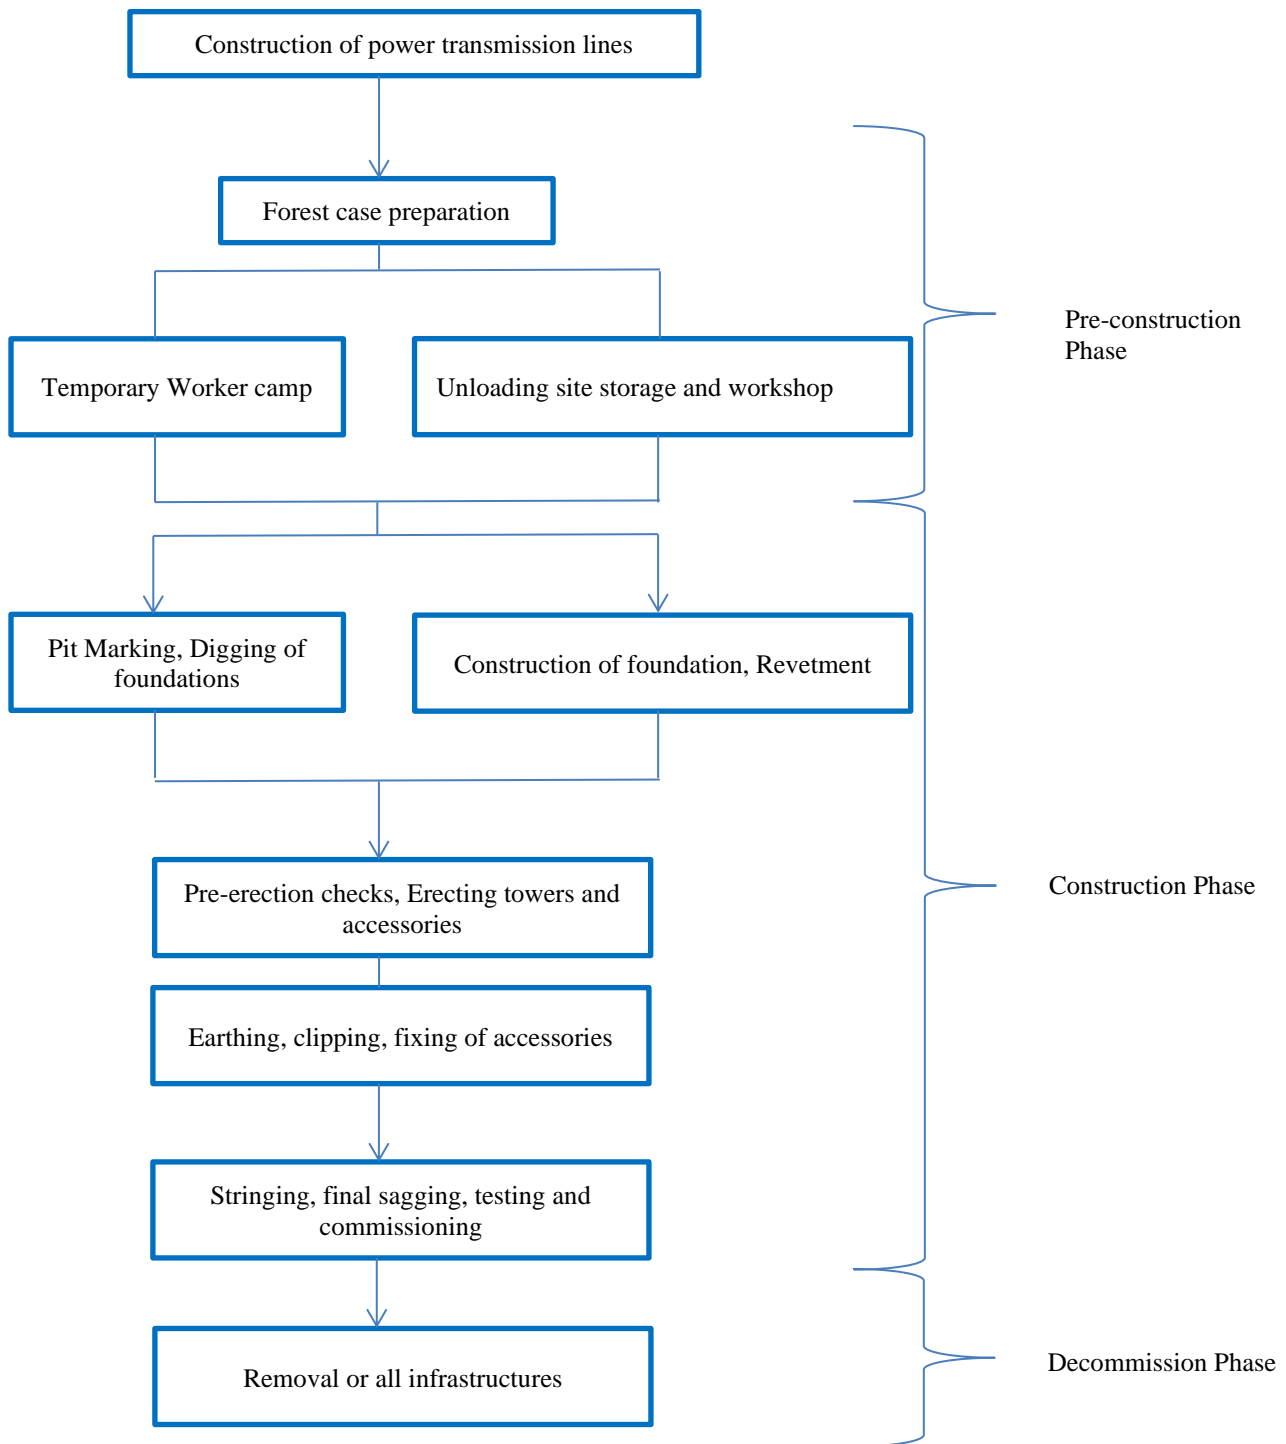 Construction of power transmission lines
Forest case preparation
Pre-construction
Phase
Temporary Worker camp
Unloading site storage and workshop
Pit Marking, Digging of
foundations
Construction of foundation, Revetment
Pre-erection checks, Erecting towers and
accessories
Construction Phase
Earthing, clipping, fixing of accessories
Stringing, final sagging, testing and
commissioning
Removal or all infrastructures
Decommission Phase